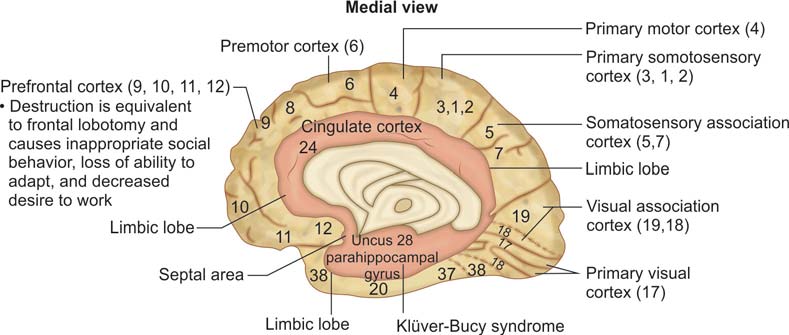 Medial view
Premotor cortex (6)
Primary motor cortex (4)
Primary somotosensory
cortex (3, 1, 2)
Prefrontal cortex (9, 10, 11, 12)
• Destruction is equivalent
to frontal lobotomy and
causes inappropriate social
behavior, loss of ability to
adapt, and decreased
desire to work
Somatosensory association
cortex (5,7)
Limbic lobe
Visual association
cortex (19,18)
Primary visual
cortex (17)
Limbic lobe
Septal area
Limbic lobe
Klüver-Bucy syndrome
6
4
3,1,2
8
9
5
7
Cingulate cortex
24
10
11
12
19
18
17
18
Uncus 28
parahippocampal
gyrus
38
20
37
38